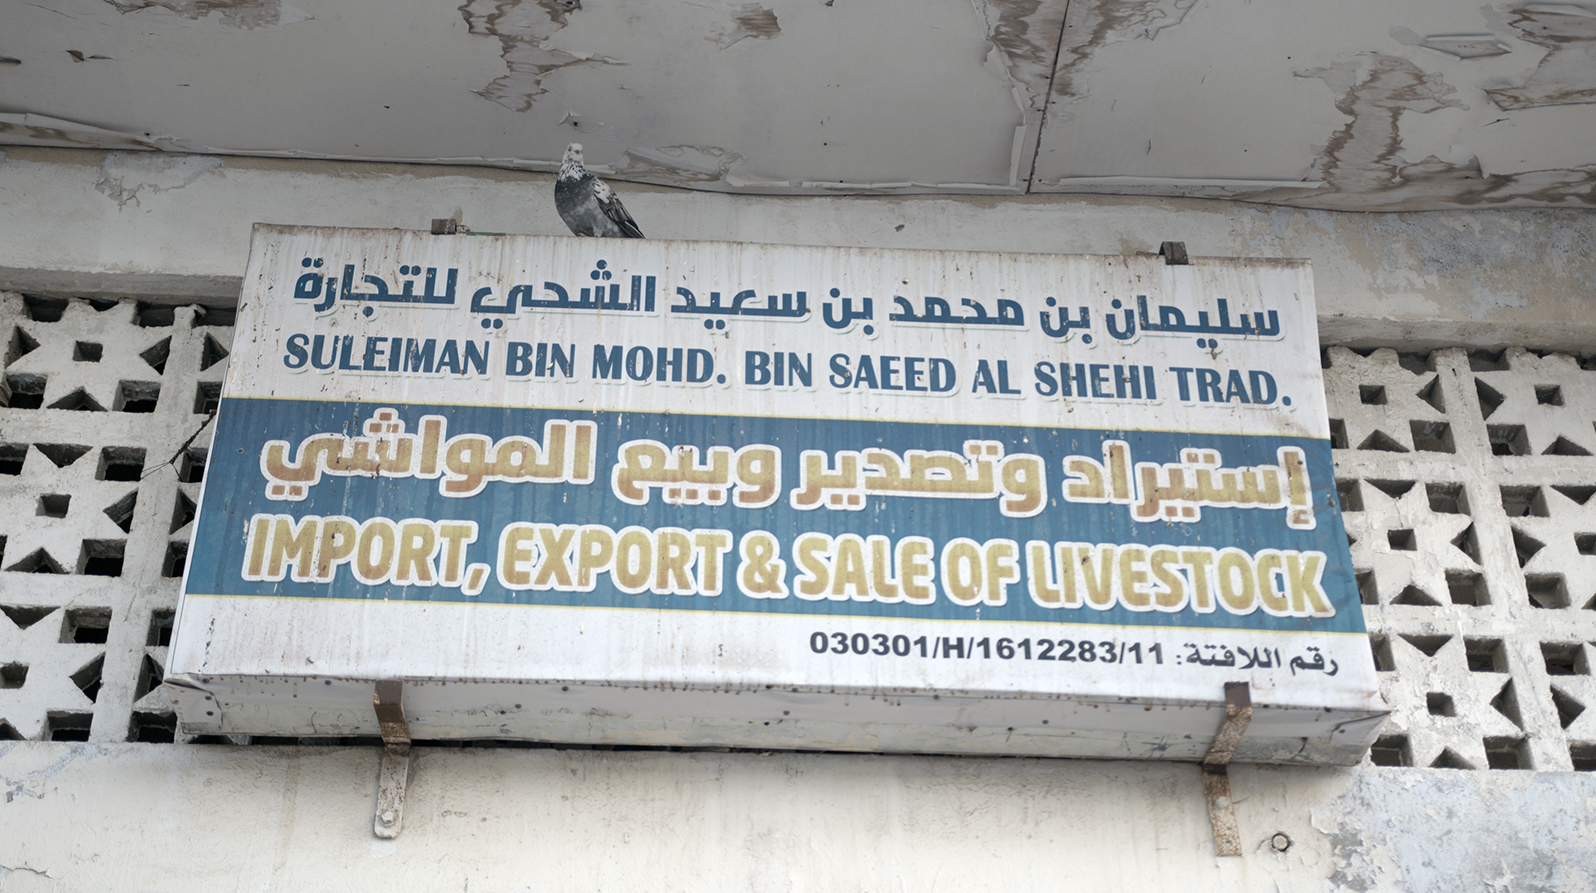 سليمان بن محمد بن سعيد الشحي للتجارة
SULEIMAN BIN MOHD. BIN SAEED AL SHEHI TRAD.
إستيراد وتصدير وبيع المواشي
IMPORT, EXPORT & SALE OF LIVESTOCK
رقم اللافتة: 030301/H/1612283/11